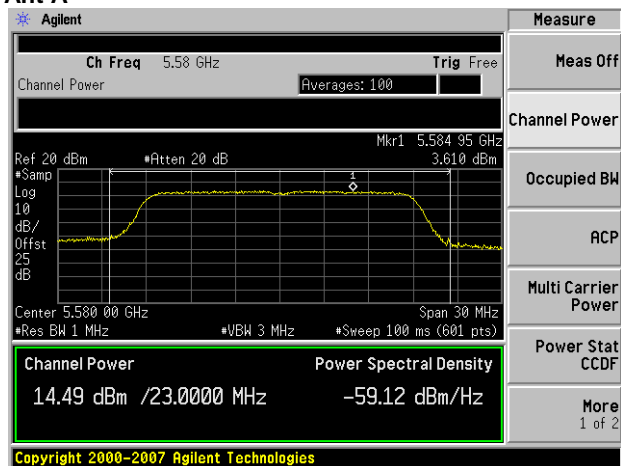 Agilent
Measure
Ch Freq 5.58 GHz Trig Free
Channel Power Averages: 100
Mkr1 5.584 95 GHz
Ref 20 dBm #Atten 20 dB 3.610 dBm
#Samp
Log
10
dB/
Offst
25
dB
1
Center 5.580 00 GHz Span 30 MHz
#Res BW 1 MHz #VBW 3 MHz #Sweep 100 ms (601 pts)
Channel Power Power Spectral Density
14.49 dBm /23.0000 MHz -59.12 dBm/Hz
Meas Off
Channel Power
Occupied BW
ACP
Multi Carrier
Power
Power Stat
CCDF
More
1 of 2
Copyright 2000-2007 Agilent Technologies